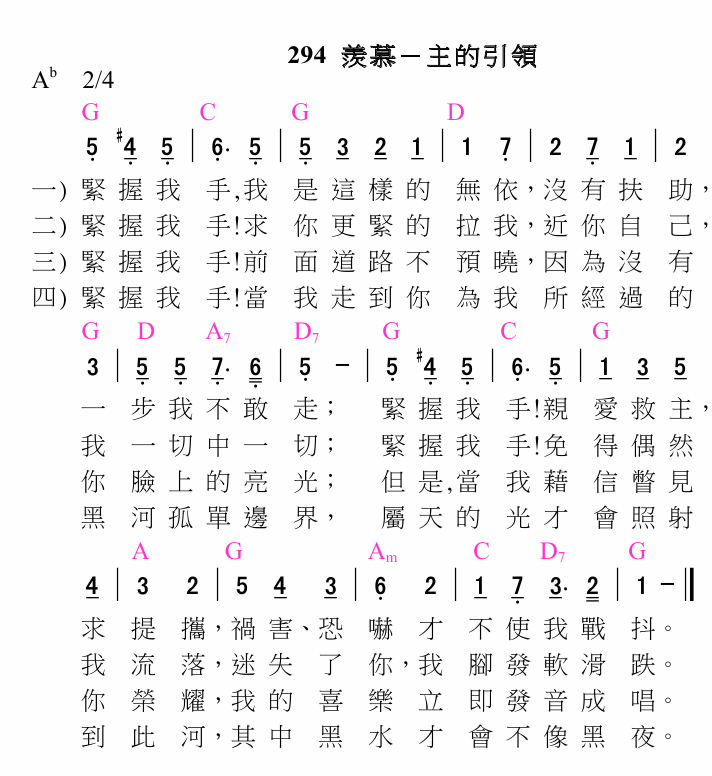 294 羨慕－主的引領
A♭ 2/4
G C G D
5 #4 5 | 6. 5 | 5 3 2 1 | 1 7 | 2 7 1 | 2
一) 緊握我 手,我 是這樣的 無依，沒有扶 助，
二) 緊握我 手!求 你更緊的 拉我，近你自 己，
三) 緊握我 手!前 面道路不 預曉，因為沒 有
四) 緊握我 手!當 我走到你 為我 所經過 的
G D A7 D7 G C G
3 | 5 5 7. 6 | 5 － | 5 #4 5 | 6. 5 | 1 3 5
一 步我不敢 走； 緊握我 手!親 愛救主，
我 一切中一 切； 緊握我 手!免 得偶然
你 臉上的亮 光； 但是,當 我藉 信瞥見
黑 河孤單邊 界， 屬天的 光才 會照射
A G Am C D7 G
4 | 3 2 | 5 4 3 | 6 2 | 1 7 3. 2 | 1 －
求 提攜，禍害、恐 嚇才 不使我戰 抖。
我 流落，迷失了 你，我 腳發軟滑 跌。
你 榮耀，我的喜 樂立 即發音成 唱。
到 此河，其中黑 水才 會不像黑 夜。